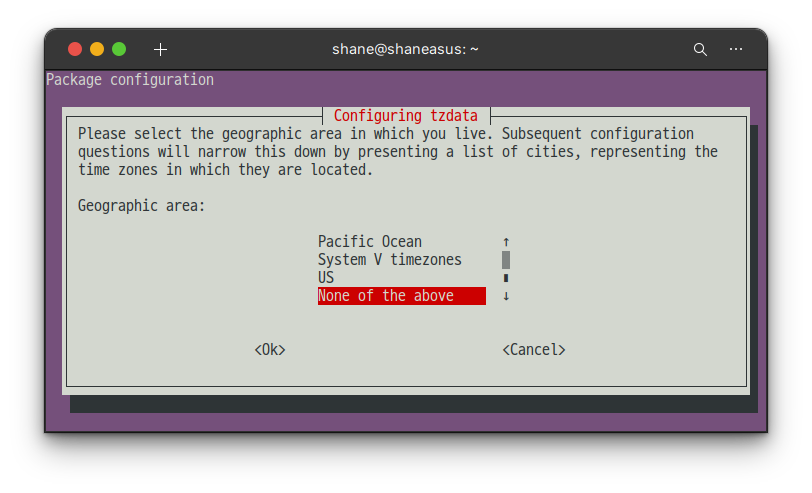 shane@shaneasus: ~
Package configuration
Configuring tzdata
Please select the geographic area in which you live. Subsequent configuration
questions will narrow this down by presenting a list of cities, representing the
time zones in which they are located.
Geographic area:
Pacific Ocean ↑
System V timezones
US
None of the above ↓
<Ok> <Cancel>